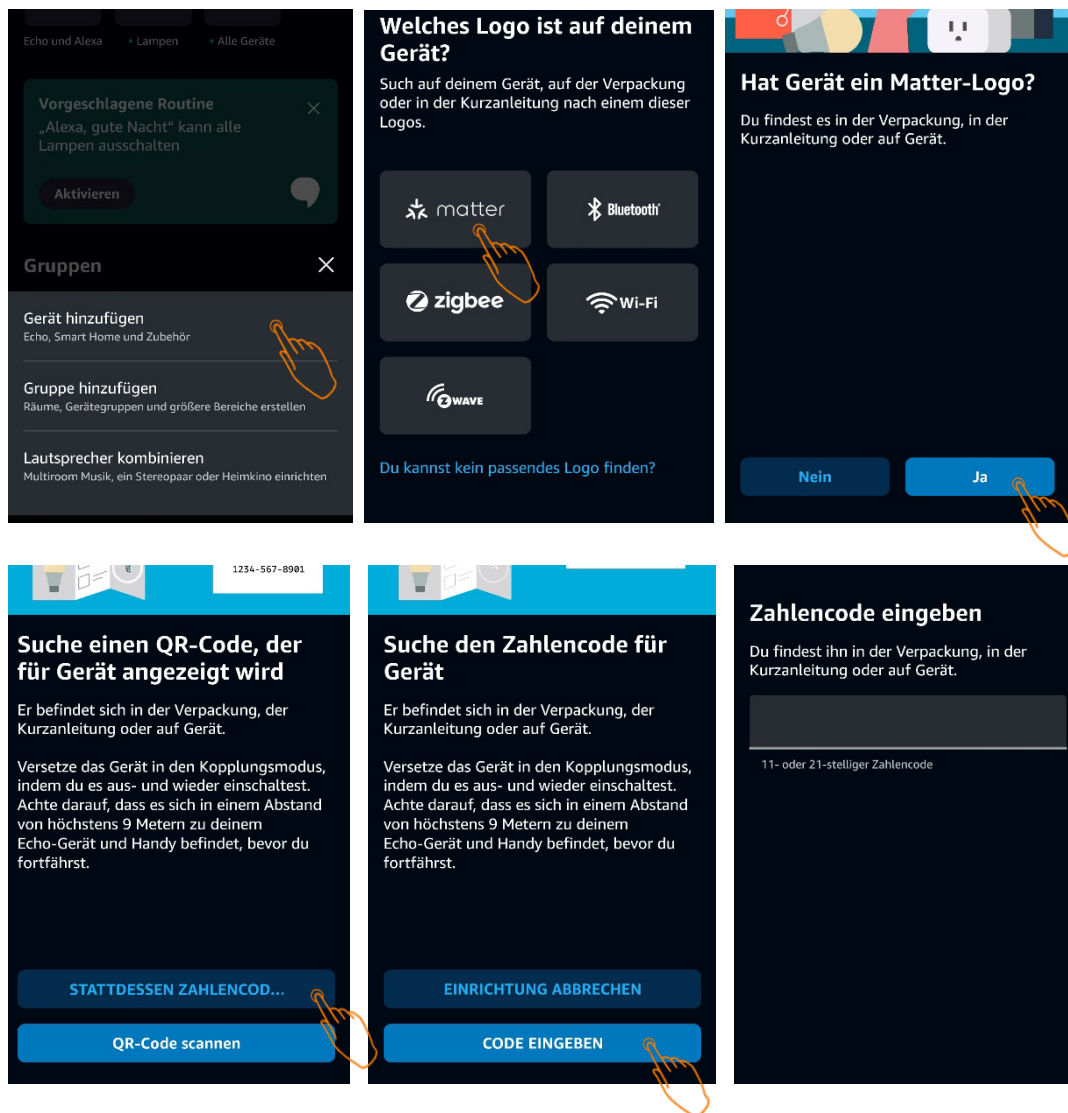 Echo und Alexa
Lampen
Alle Geräte
Vorgeschlagene Routine
„Alexa, gute Nacht“ kann alle
Lampen ausschalten
Aktivieren
Gruppen
Gerät hinzufügen
Echo, Smart Home und Zubehör
Gruppe hinzufügen
Räume, Gerätegruppen und größere Bereiche erstellen
Lautsprecher kombinieren
Multiroom Musik, ein Stereopaar oder Heimkino einrichten
Welches Logo ist auf deinem
Gerät?
Such auf deinem Gerät, auf der Verpackung
oder in der Kurzanleitung nach einem dieser
Logos.
matter
Bluetooth
zigbee
Wi-Fi
Z WAVE
Du kannst kein passendes Logo finden?
Hat Gerät ein Matter-Logo?
Du findest es in der Verpackung, in der
Kurzanleitung oder auf Gerät.
Nein
Ja
1234-567-8901
Suche einen QR-Code, der
für Gerät angezeigt wird
Er befindet sich in der Verpackung, der
Kurzanleitung oder auf Gerät.
Versetze das Gerät in den Kopplungsmodus,
indem du es aus- und wieder einschaltest.
Achte darauf, dass es sich in einem Abstand
von höchstens 9 Metern zu deinem
Echo-Gerät und Handy befindet, bevor du
fortfährst.
STATTDESSEN ZAHLENCOD...
QR-Code scannen
Suche den Zahlencode für
Gerät
Er befindet sich in der Verpackung, der
Kurzanleitung oder auf Gerät.
Versetze das Gerät in den Kopplungsmodus,
indem du es aus- und wieder einschaltest.
Achte darauf, dass es sich in einem Abstand
von höchstens 9 Metern zu deinem
Echo-Gerät und Handy befindet, bevor du
fortfährst.
EINRICHTUNG ABBRECHEN
CODE EINGEBEN
Zahlencode eingeben
Du findest ihn in der Verpackung, in der
Kurzanleitung oder auf Gerät.
11- oder 21-stelliger Zahlencode